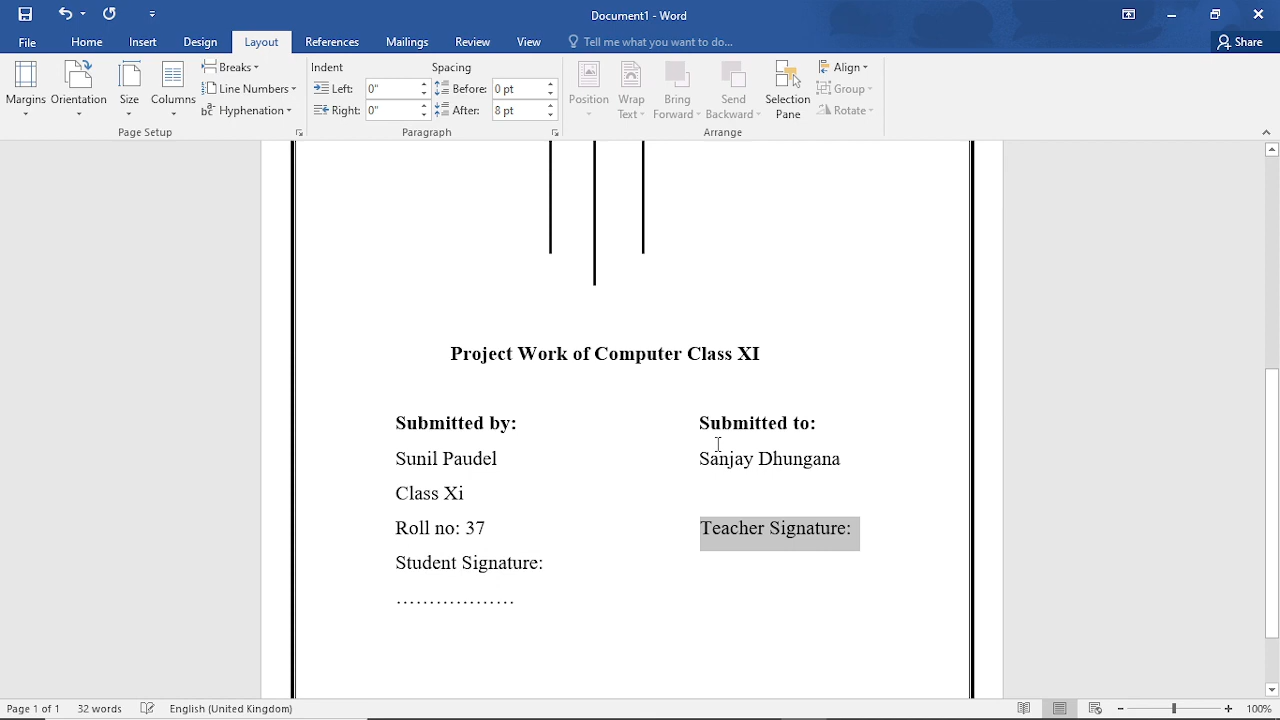 Document1 - Word
File Home Insert Design Layout References Mailings Review View Tell me what you want to do... Share
Margins Orientation Size Columns
Breaks
Line Numbers
Hyphenation
Page Setup
Indent
Left: 0"
Right: 0"
Spacing
Before: 0 pt
After: 8 pt
Paragraph
Position
Wrap Text
Bring Forward
Send Backward
Selection Pane
Align
Group
Rotate
Arrange
Project Work of Computer Class XI
Submitted by:
Sunil Paudel
Class Xi
Roll no: 37
Student Signature:
………………
Submitted to:
Sanjay Dhungana
Teacher Signature:
Page 1 of 1 32 words English (United Kingdom) 100%